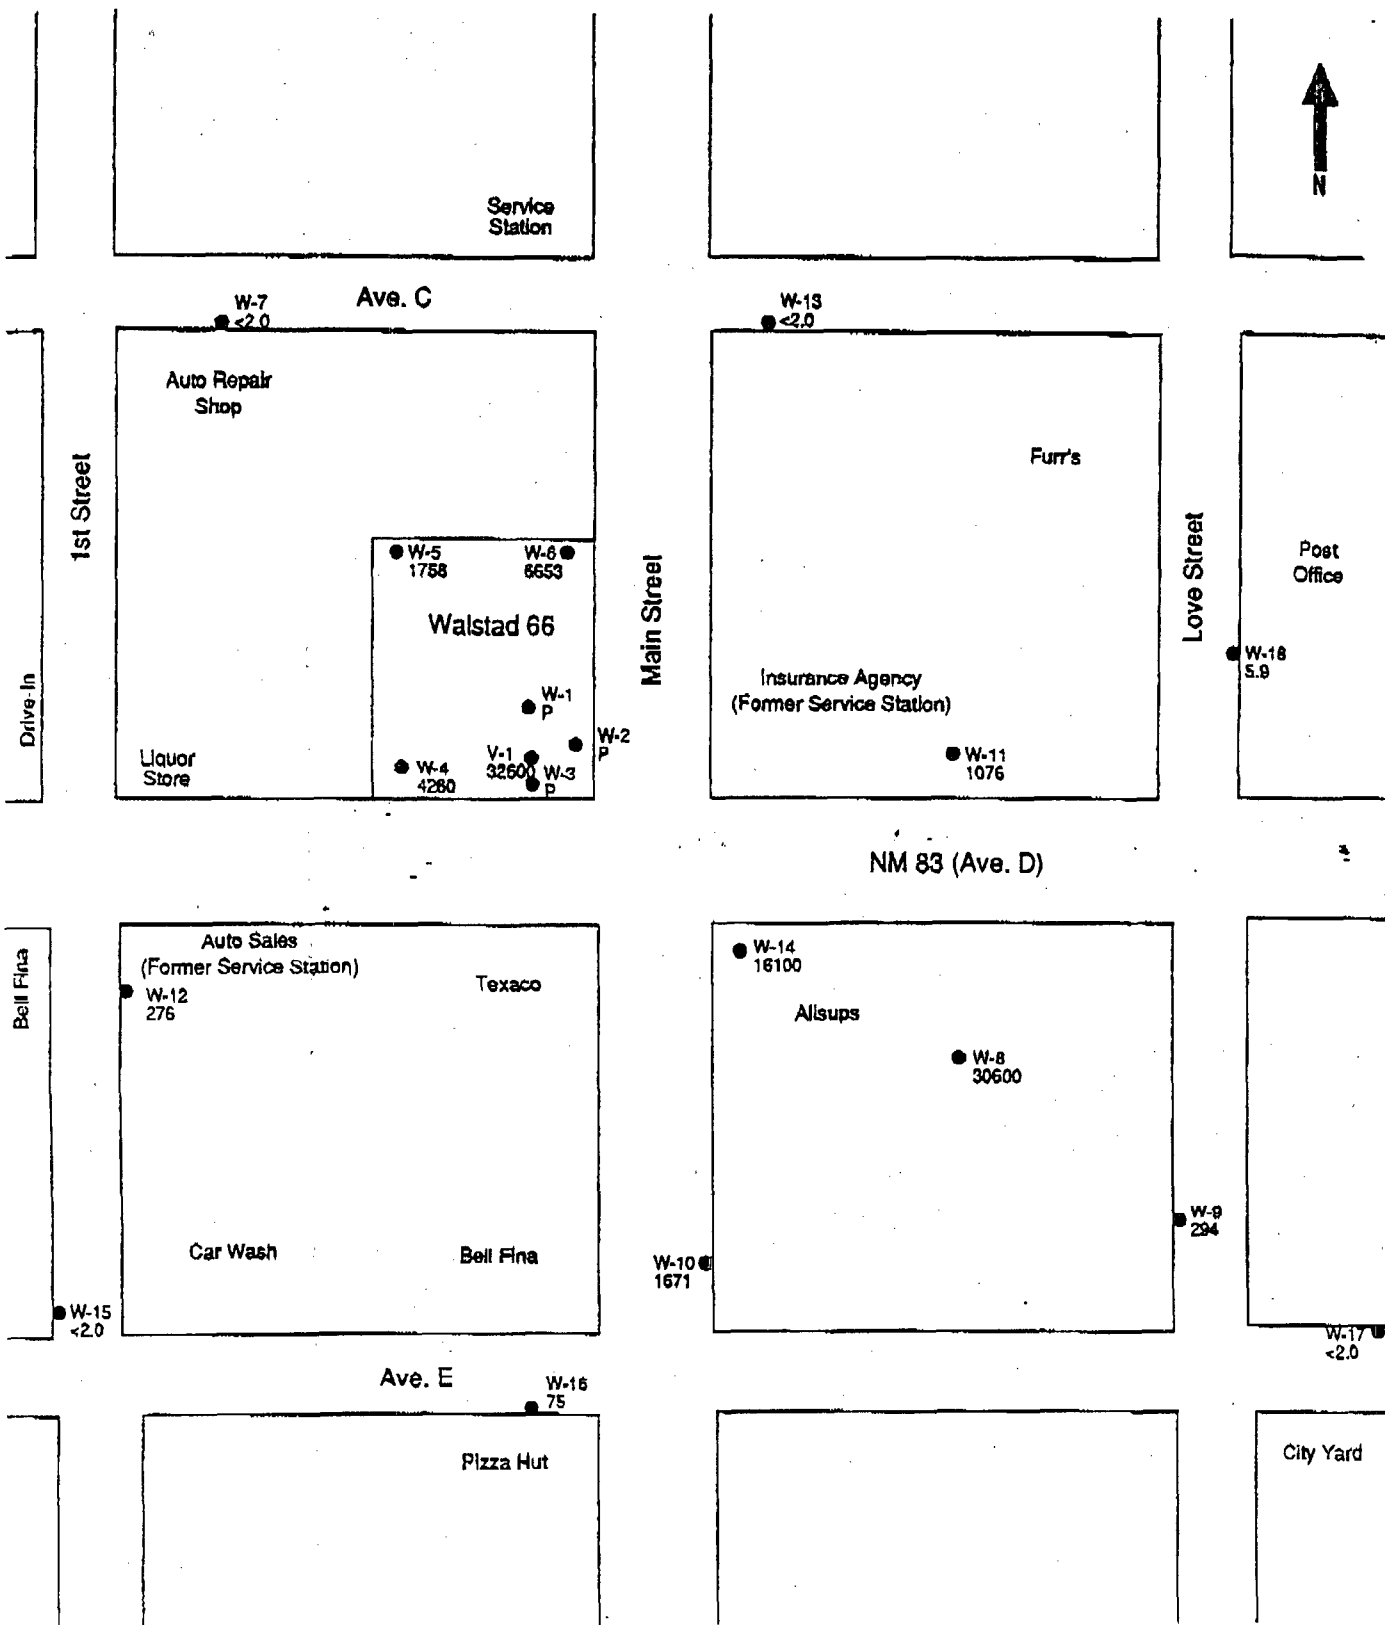 N
Service
Station
W-7
<2.0
Ave. C
W-13
<2.0
Auto Repair
Shop
Furr's
1st Street
W-5
1758
W-6
6653
Post
Office
Love Street
Main Street
Walstad 66
W-18
5.9
Drive-In
Insurance Agency
(Former Service Station)
W-1
P
W-2
P
Liquor
Store
W-4
4280
V-1
32600
W-3
P
W-11
1076
NM 83 (Ave. D)
Bell Fina
Auto Sales
(Former Service Station)
Texaco
W-12
276
W-14
16100
Allsups
W-8
30600
W-9
294
Car Wash
Bell Fina
W-10
1671
W-15
<2.0
W-17
<2.0
Ave. E
W-16
75
Pizza Hut
City Yard